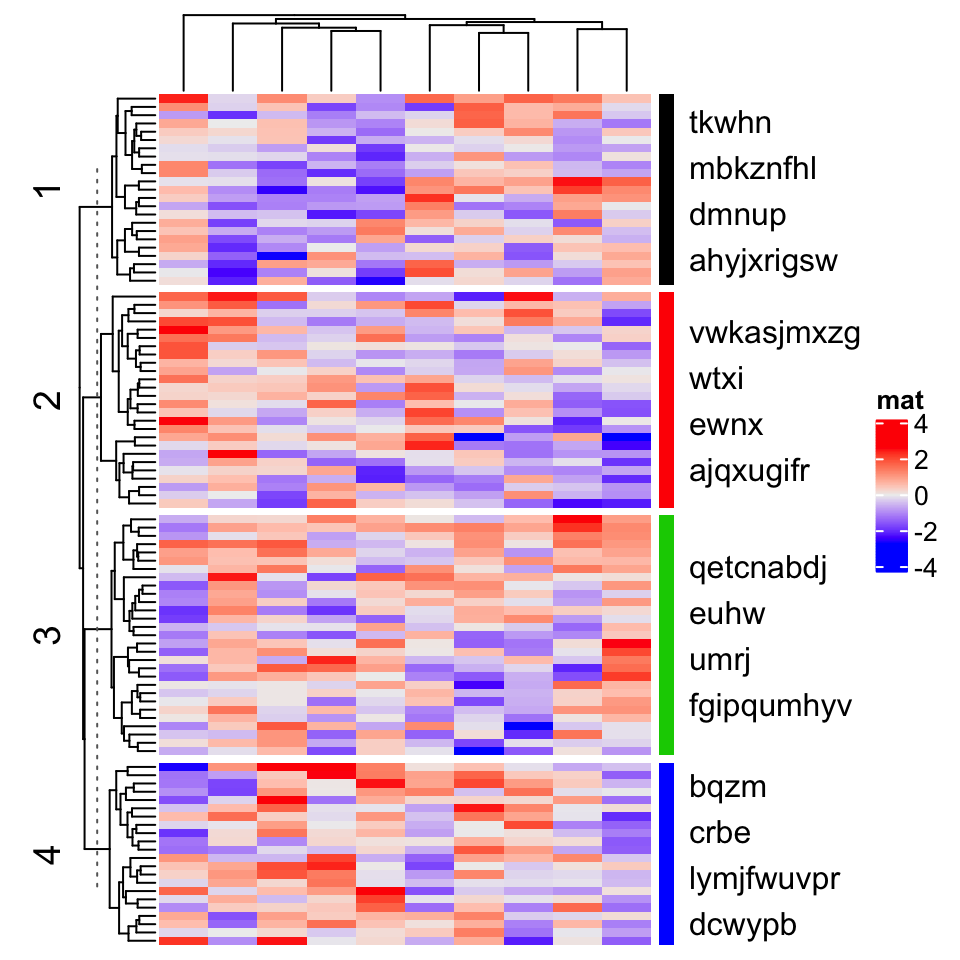 1
tkwhn
mbkznfhl
dmnup
ahyjxrigsw
2
vwkasjmxzg
wtxi
ewnx
ajqxugifr
3
qetcnabdj
euhw
umrj
fgipqumhyv
4
bqzm
crbe
lymjfwuvpr
dcwypb
mat
4
2
0
-2
-4